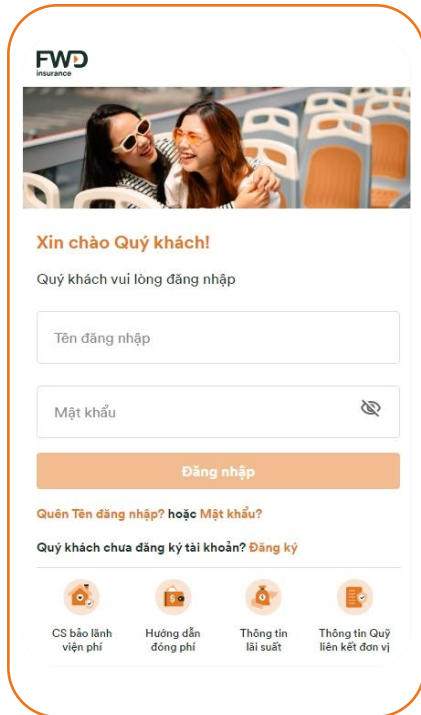 FWD
insurance
Xin chào Quý khách!
Quý khách vui lòng đăng nhập
Tên đăng nhập
Mật khẩu
Đăng nhập
Quên Tên đăng nhập? hoặc Mật khẩu?
Quý khách chưa đăng ký tài khoản? Đăng ký
CS bảo lãnh
viện phí
Hướng dẫn
đóng phí
Thông tin
lãi suất
Thông tin Quỹ
liên kết đơn vị